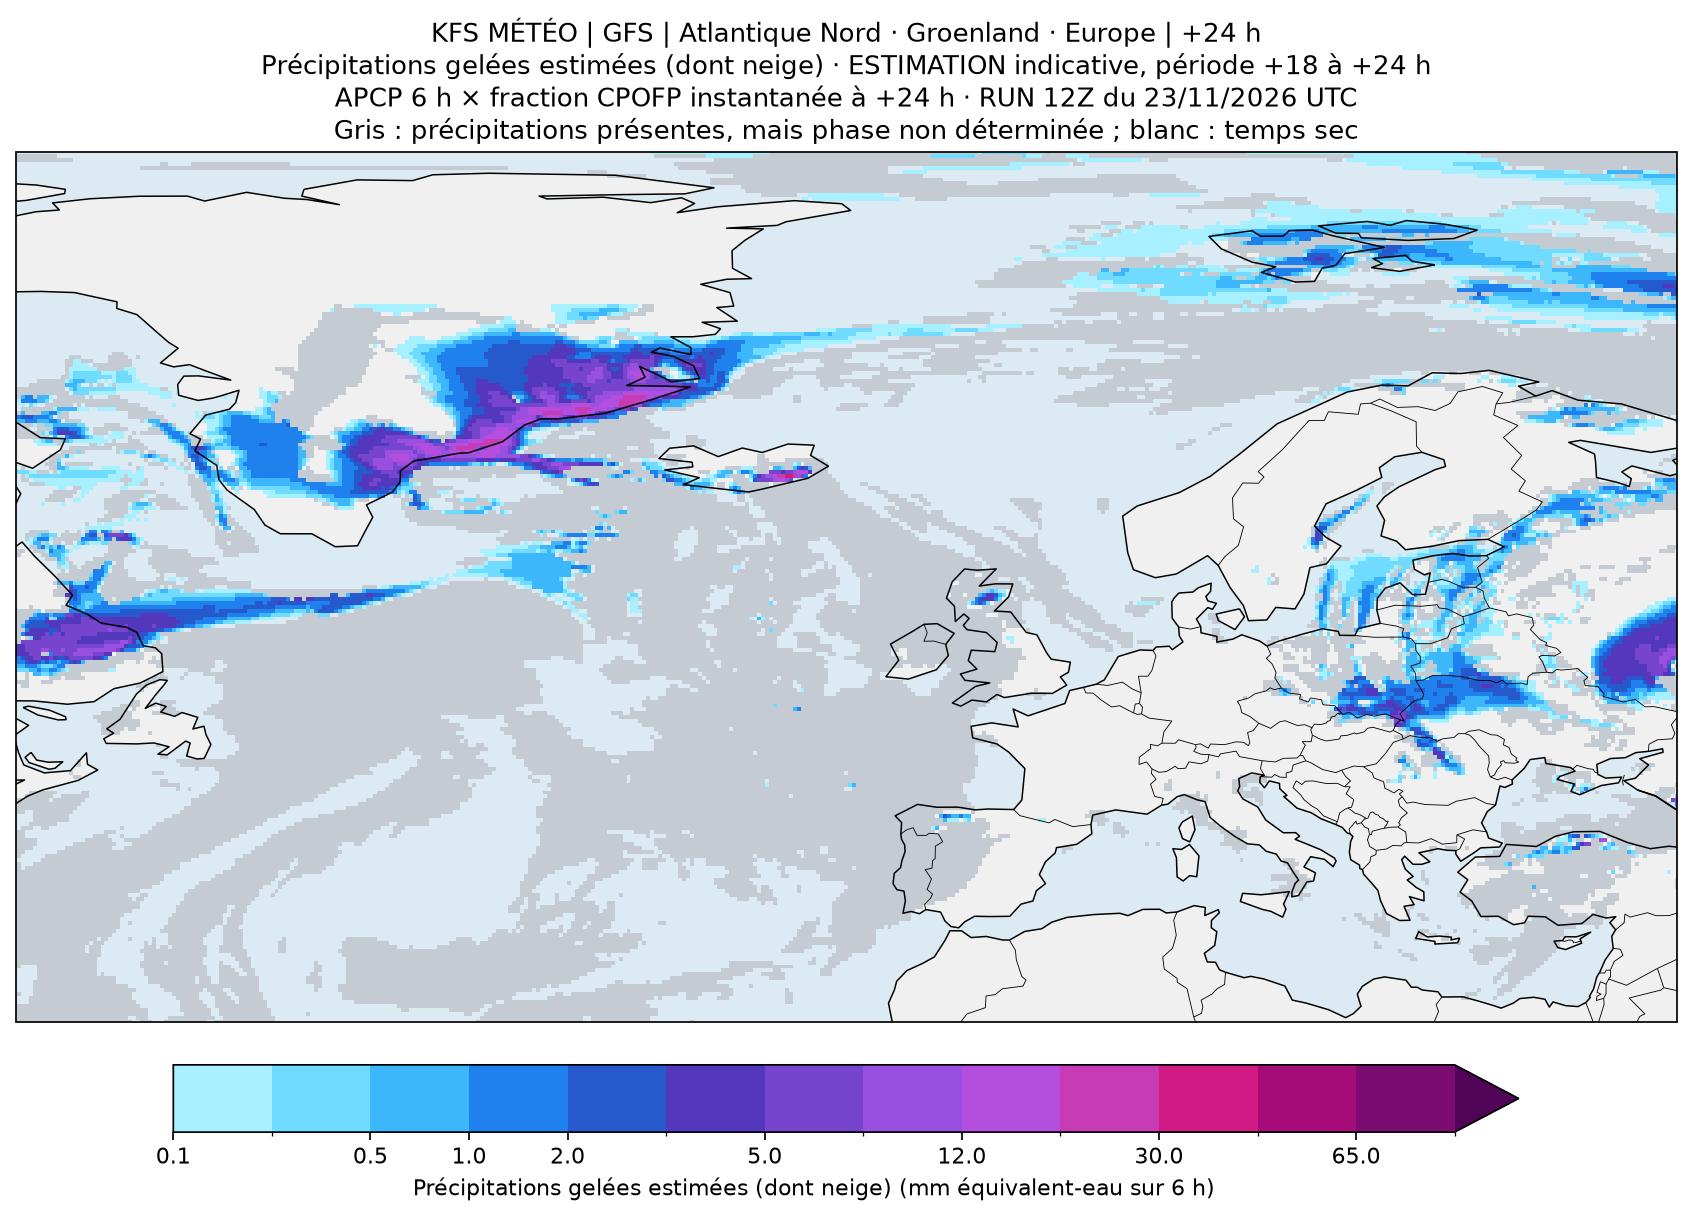 KFS MÉTÉO | GFS | Atlantique Nord · Groenland · Europe | +24 h
Précipitations gelées estimées (dont neige) · ESTIMATION indicative, période +18 à +24 h
APCP 6 h × fraction CPOFP instantanée à +24 h · RUN 12Z du 23/11/2026 UTC
Gris : précipitations présentes, mais phase non déterminée ; blanc : temps sec
0.1 0.5 1.0 2.0 5.0 12.0 30.0 65.0
Précipitations gelées estimées (dont neige) (mm équivalent-eau sur 6 h)